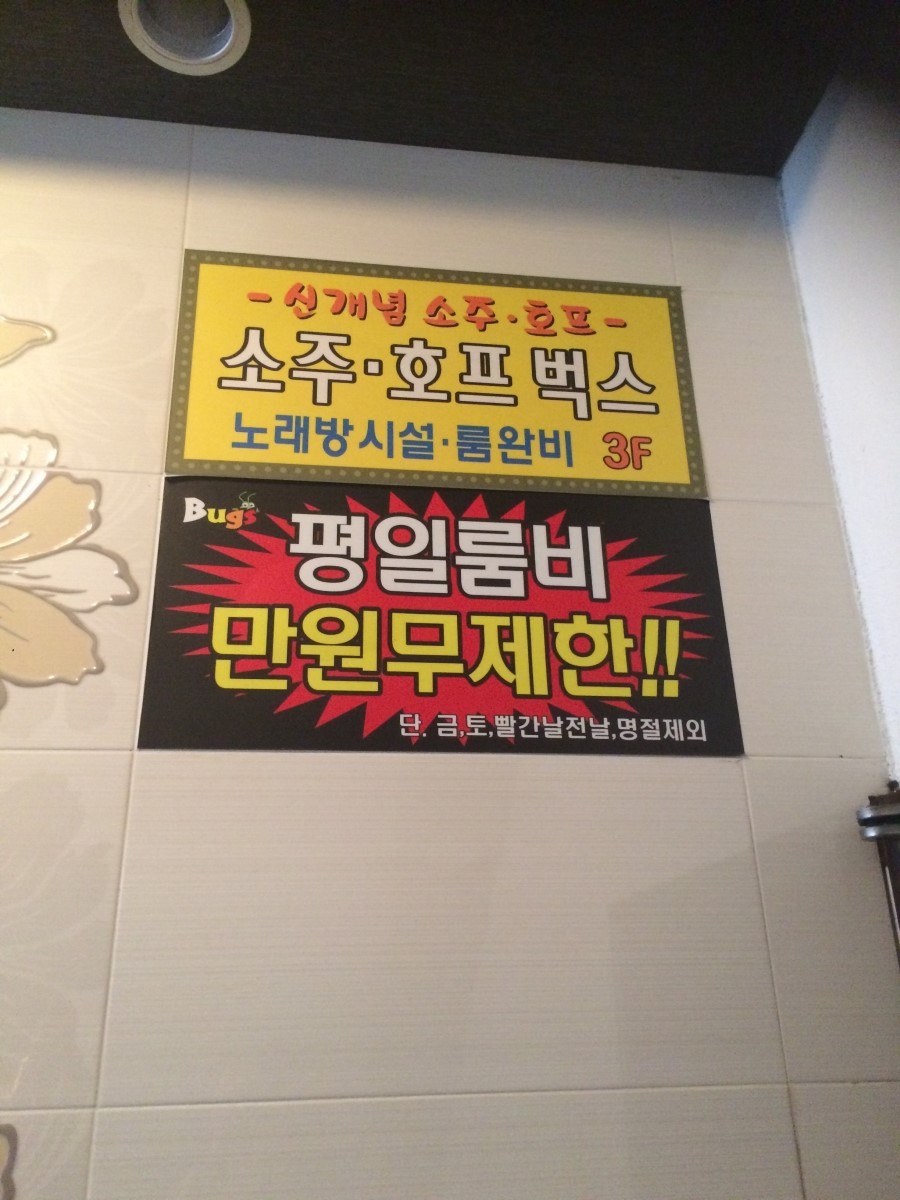 - 신개념 소주·호프 -
소주·호프 벅스
노래방시설·룸완비 3F
Bugs
평일룸비
만원무제한!!
단. 금,토,빨간날전날,명절제외